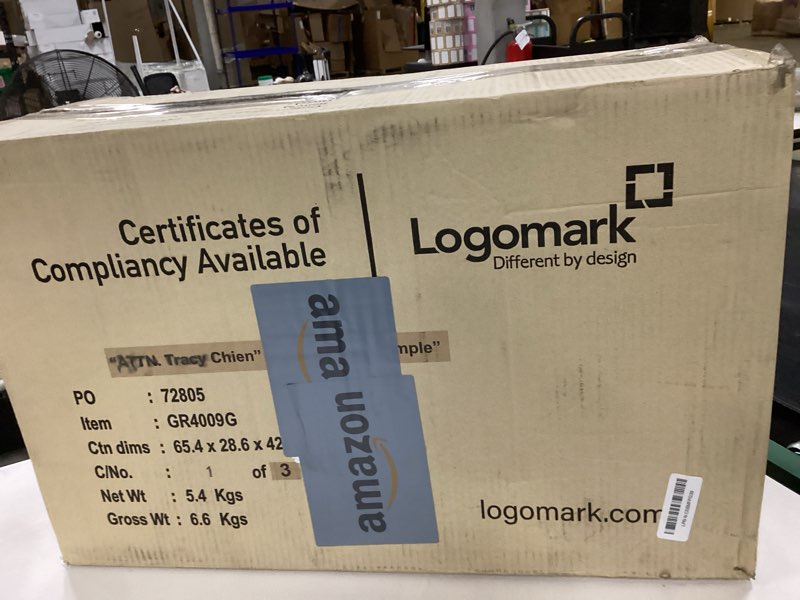 Certificates of
Compliancy Available
Logomark
Different by design
"ATTN. Tracy Chien"
mple"
ama
amazon
PO : 72805
Item : GR4009G
Ctn dims : 65.4 x 28.6 x 42
C/No. : 1 of 3
Net Wt : 5.4 Kgs
Gross Wt : 6.6 Kgs
logomark.com